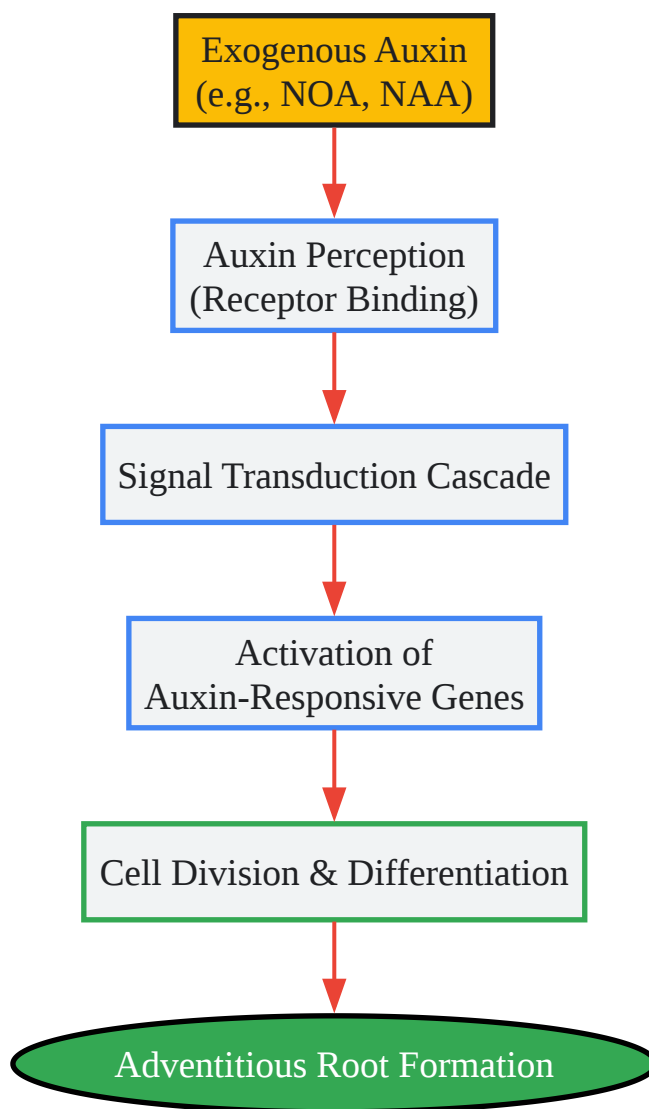 Exogenous Auxin
(e.g., NOA, NAA)
Auxin Perception
(Receptor Binding)
Signal Transduction Cascade
Activation of
Auxin-Responsive Genes
Cell Division & Differentiation
Adventitious Root Formation